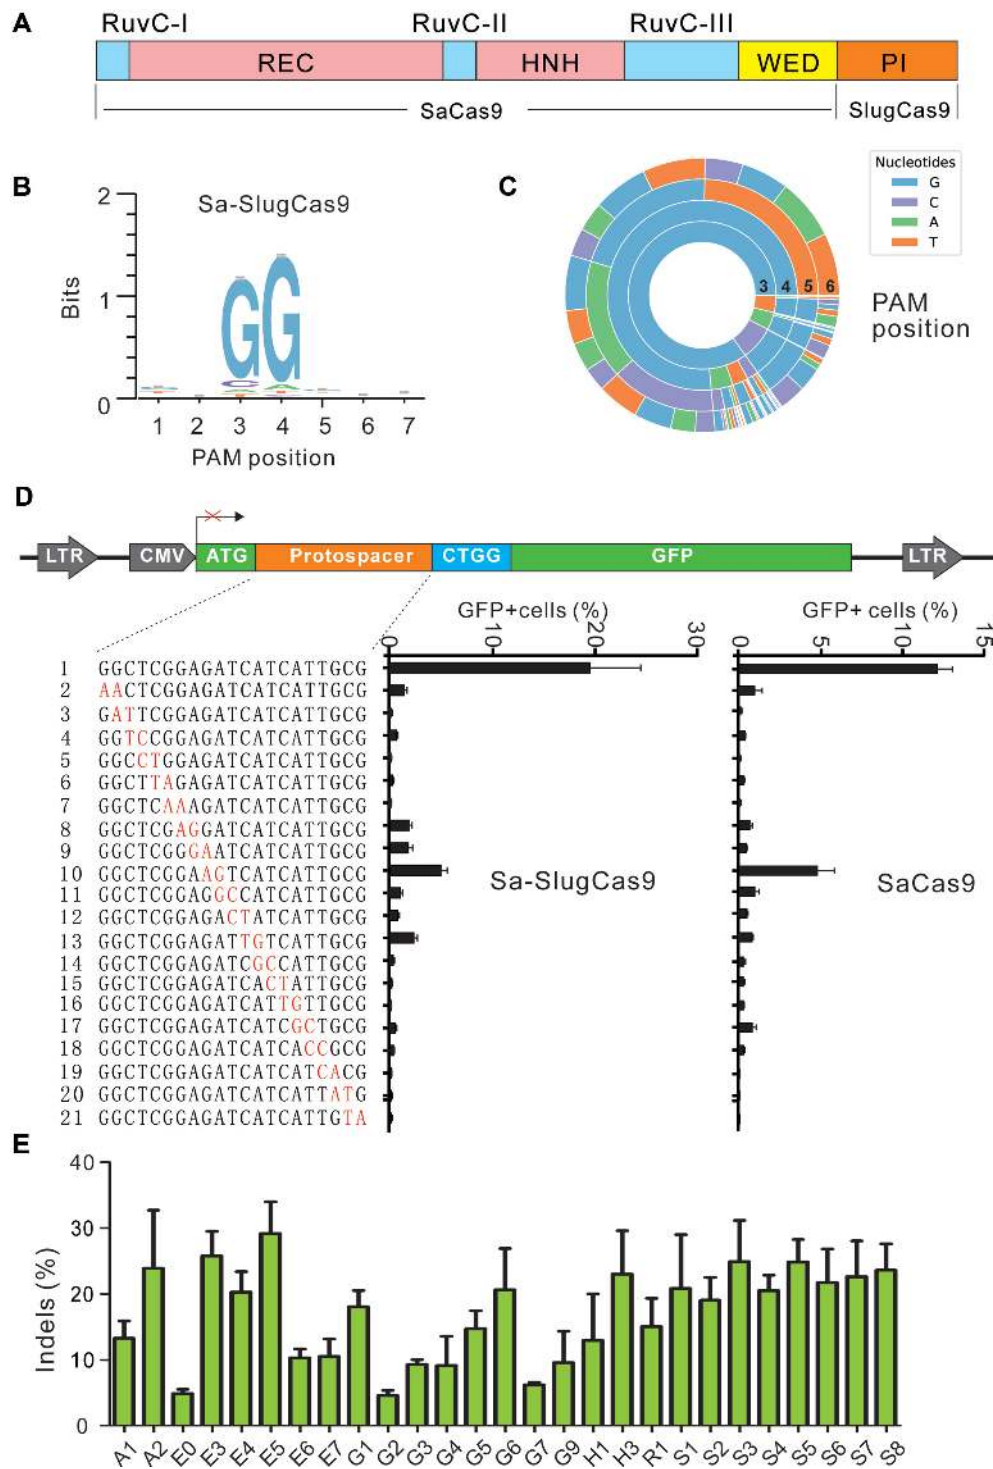 A
RuvC-I RuvC-II RuvC-III
REC HNH WED PI
SaCas9 SlugCas9
B
Sa-SlugCas9
Bits
2
1
0
GG
1 2 3 4 5 6 7
PAM position
C
Nucleotides
G
C
A
T
3 4 5 6
PAM position
D
LTR CMV ATG Protospacer CTGG GFP LTR
GFP+cells (%) GFP+ cells (%)
0 10 20 30 0 5 10 15
1 GGCTCGGAGATCATCATTGCG
2 AACTCGGAGATCATCATTGCG
3 GATTCGGAGATCATCATTGCG
4 GGTCCGGAGATCATCATTGCG
5 GGCCTGGAGATCATCATTGCG
6 GGCTTAGAGATCATCATTGCG
7 GGCTCAAAGATCATCATTGCG
8 GGCTCGAGGATCATCATTGCG
9 GGCTCGGGAATCATCATTGCG
10 GGCTCGGAAGTCATCATTGCG
11 GGCTCGGAGGCCATCATTGCG
12 GGCTCGGAGACTATCATTGCG
13 GGCTCGGAGATTGTCATTGCG
14 GGCTCGGAGATCGCCATTGCG
15 GGCTCGGAGATCACTATTGCG
16 GGCTCGGAGATCATTGTTGCG
17 GGCTCGGAGATCATCGCTGCG
18 GGCTCGGAGATCATCACCGCG
19 GGCTCGGAGATCATCATCACG
20 GGCTCGGAGATCATCATTATG
21 GGCTCGGAGATCATCATTGTA
Sa-SlugCas9 SaCas9
E
Indels (%)
40
30
20
10
0
A1 A2 E0 E3 E4 E5 E6 E7 G1 G2 G3 G4 G5 G6 G7 G9 H1 H3 R1 S1 S2 S3 S4 S5 S6 S7 S8